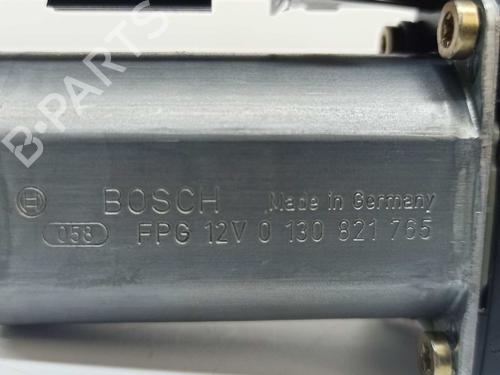 B-PARTS
BOSCH Made in Germany
058 FPG 12V 0 130 821 765